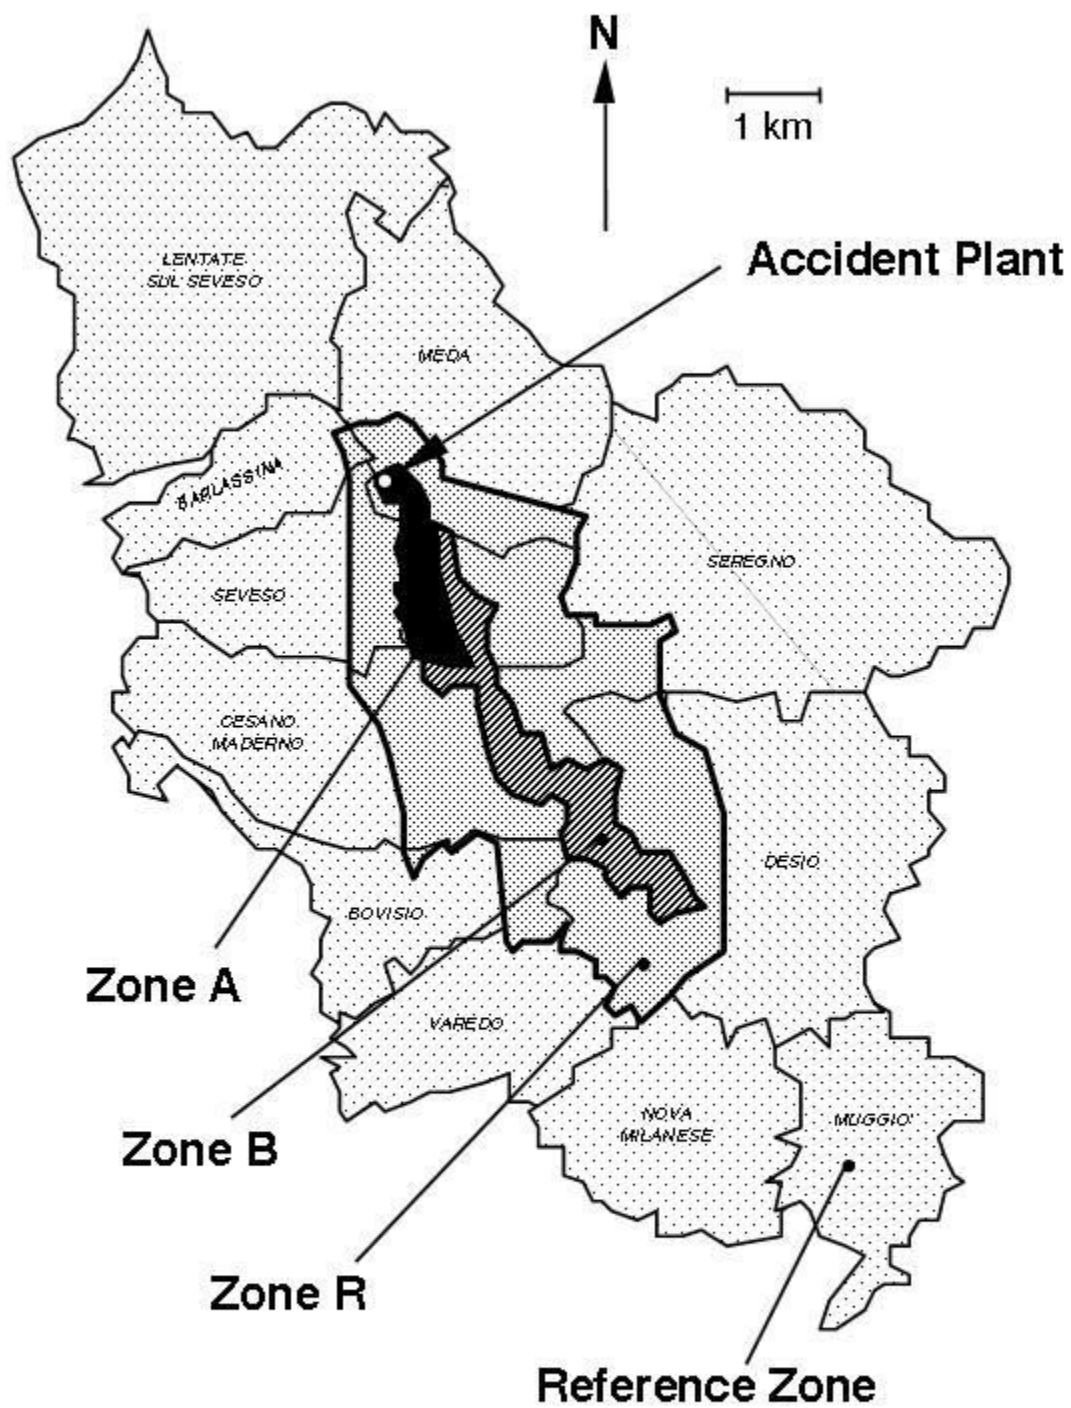 N
1 km
Accident Plant
LENTATE
SUL SEVESO
MEDA
BARLASSINA
SEREGNO
SEVESO
CESANO
MADERNO
DESIO
BOVISIO
Zone A
VAREDO
NOVA
MILANESE
MUGGIO'
Zone B
Zone R
Reference Zone